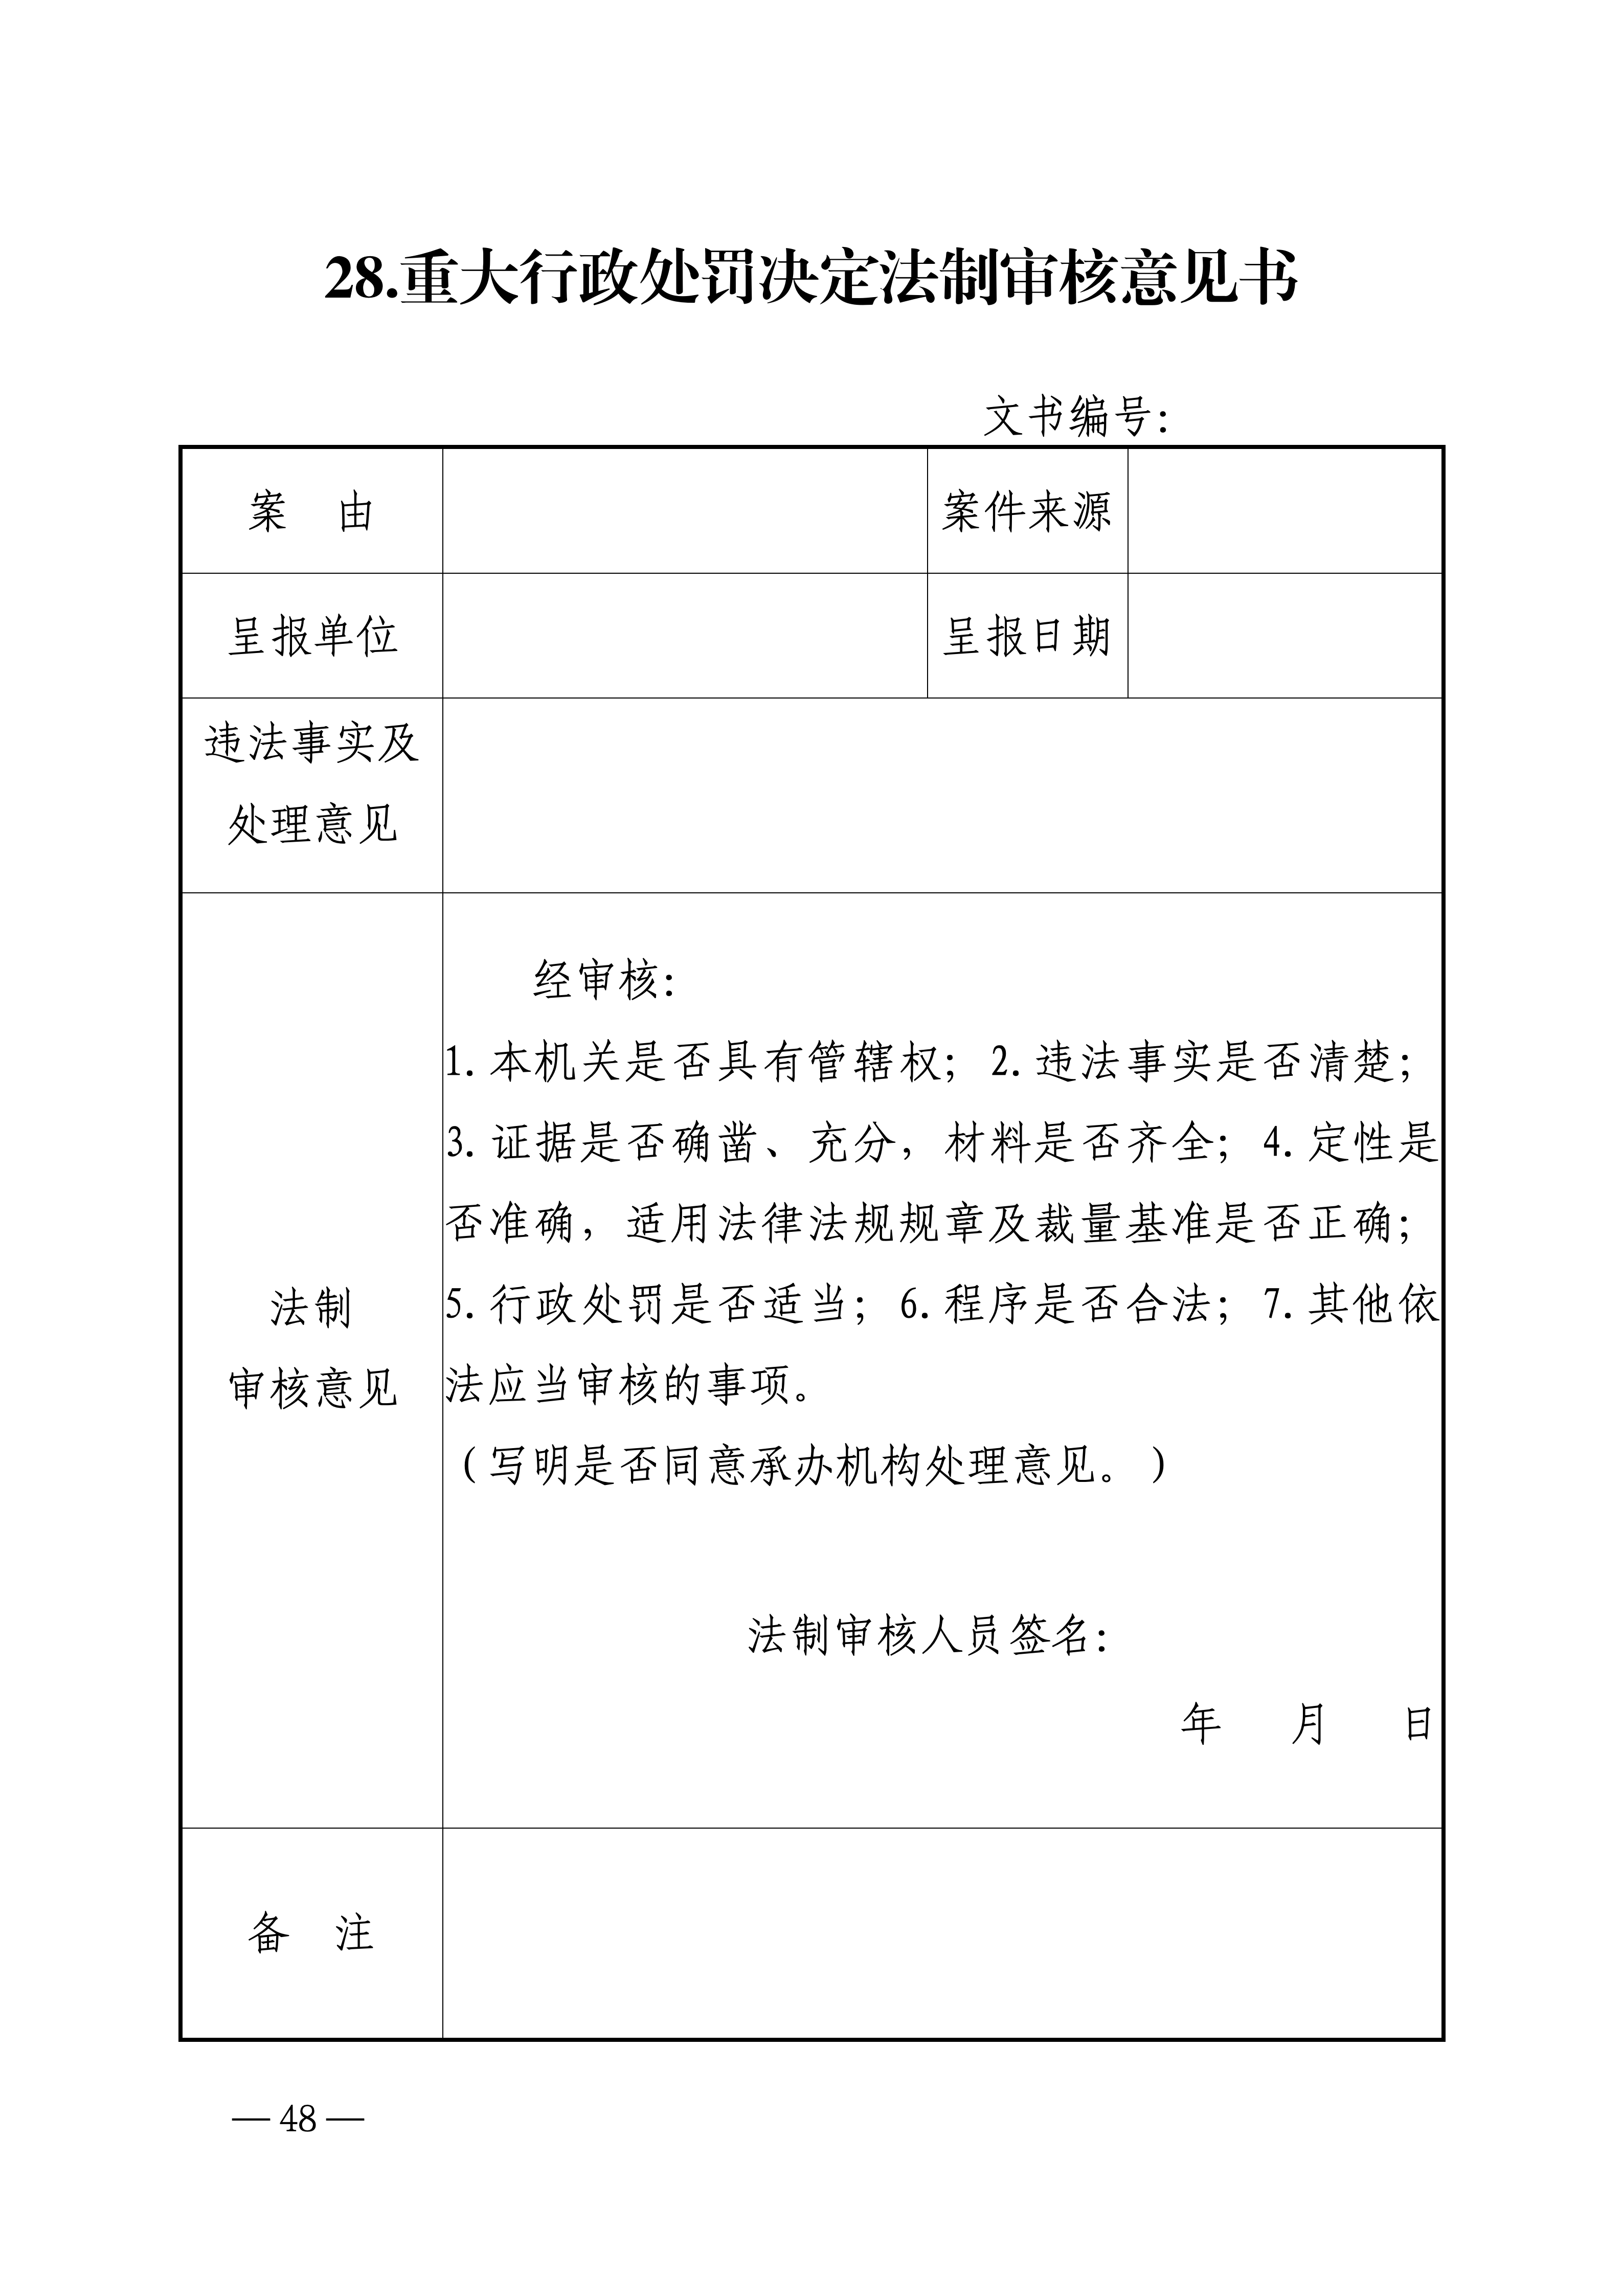 28.重大行政处罚决定法制审核意见书
文书编号：
案　由
案件来源
呈报单位
呈报日期
违法事实及
处理意见
法制
审核意见
经审核：
1. 本机关是否具有管辖权；2. 违法事实是否清楚；
3. 证据是否确凿、充分，材料是否齐全；4. 定性是
否准确，适用法律法规规章及裁量基准是否正确；
5. 行政处罚是否适当；6. 程序是否合法；7. 其他依
法应当审核的事项。
（写明是否同意承办机构处理意见。）
法制审核人员签名：
年　月　日
备　注
— 48 —